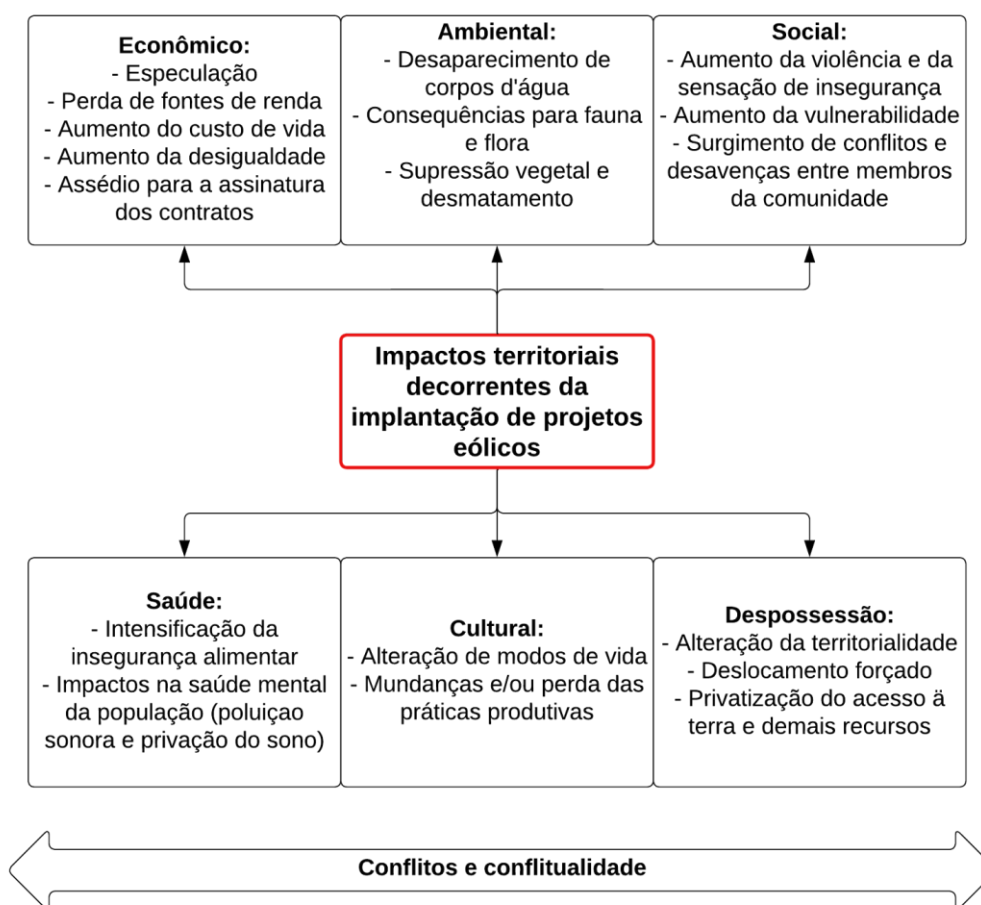 Econômico:
- Especulação
- Perda de fontes de renda
- Aumento do custo de vida
- Aumento da desigualdade
- Assédio para a assinatura
dos contratos
Ambiental:
- Desaparecimento de
corpos d'água
- Consequências para fauna
e flora
- Supressão vegetal e
desmatamento
Social:
- Aumento da violência e da
sensação de insegurança
- Aumento da vulnerabilidade
- Surgimento de conflitos e
desavenças entre membros
da comunidade
Impactos territoriais
decorrentes da
implantação de projetos
eólicos
Saúde:
- Intensificação da
insegurança alimentar
- Impactos na saúde mental
da população (poluiçao
sonora e privação do sono)
Cultural:
- Alteração de modos de vida
- Mundanças e/ou perda das
práticas produtivas
Despossessão:
- Alteração da territorialidade
- Deslocamento forçado
- Privatização do acesso ä
terra e demais recursos
Conflitos e conflitualidade